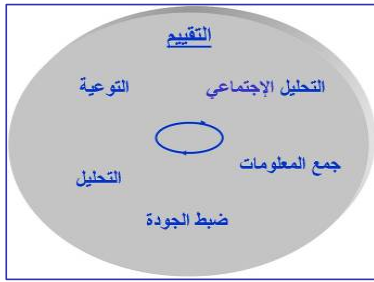 التقييم
التحليل الإجتماعي
التوعية
جمع المعلومات
التحليل
ضبط الجودة